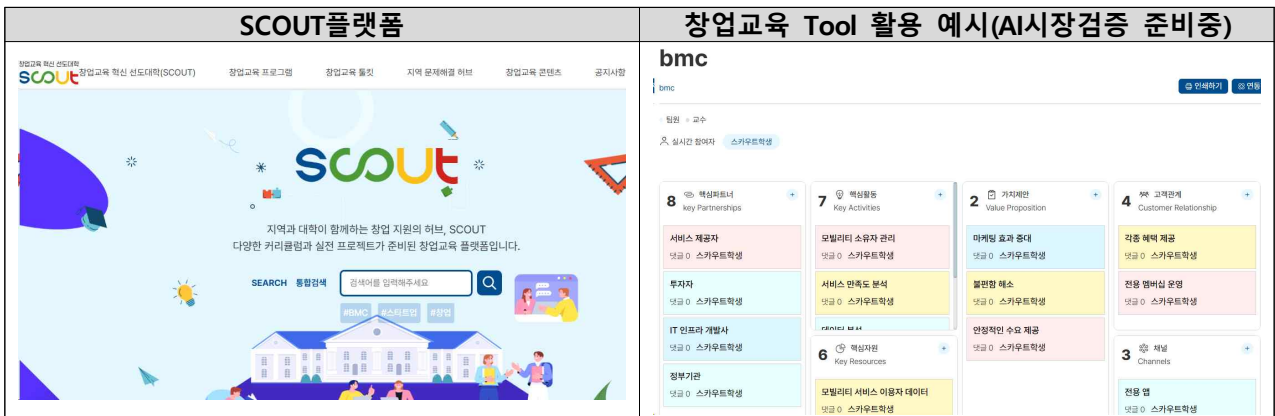 SCOUT플랫폼
창업교육 Tool 활용 예시(AI시장검증 준비중)
창업교육 혁신 선도대학
SCOUT
창업교육 혁신 선도대학(SCOUT)
창업교육 프로그램
창업교육 툴킷
지역 문제해결 허브
창업교육 콘텐츠
공지사항
scout
지역과 대학이 함께하는 창업 지원의 허브, SCOUT
다양한 커리큘럼과 실전 프로젝트가 준비된 창업교육 플랫폼입니다.
SEARCH 통합검색 검색어를 입력해주세요
#BMC #스타트업 #창업
bmc
bmc
인쇄하기
연동
팀원 교수
실시간 참여자 스카우트학생
8 핵심파트너 +
key Partnerships
서비스 제공자
댓글 0 스카우트학생
투자자
댓글 0 스카우트학생
IT 인프라 개발사
댓글 0 스카우트학생
정부기관
댓글 0 스카우트학생
7 핵심활동 +
Key Activities
모빌리티 소유자 관리
댓글 0 스카우트학생
서비스 만족도 분석
댓글 0 스카우트학생
6 핵심자원 +
Key Resources
모빌리티 서비스 이용자 데이터
댓글 0 스카우트학생
2 가치제안 +
Value Proposition
마케팅 효과 증대
댓글 0 스카우트학생
불편함 해소
댓글 0 스카우트학생
안정적인 수요 제공
댓글 0 스카우트학생
4 고객관계 +
Customer Relationship
각종 혜택 제공
댓글 0 스카우트학생
전용 멤버십 운영
댓글 0 스카우트학생
3 채널 +
Channels
전용 앱
댓글 0 스카우트학생